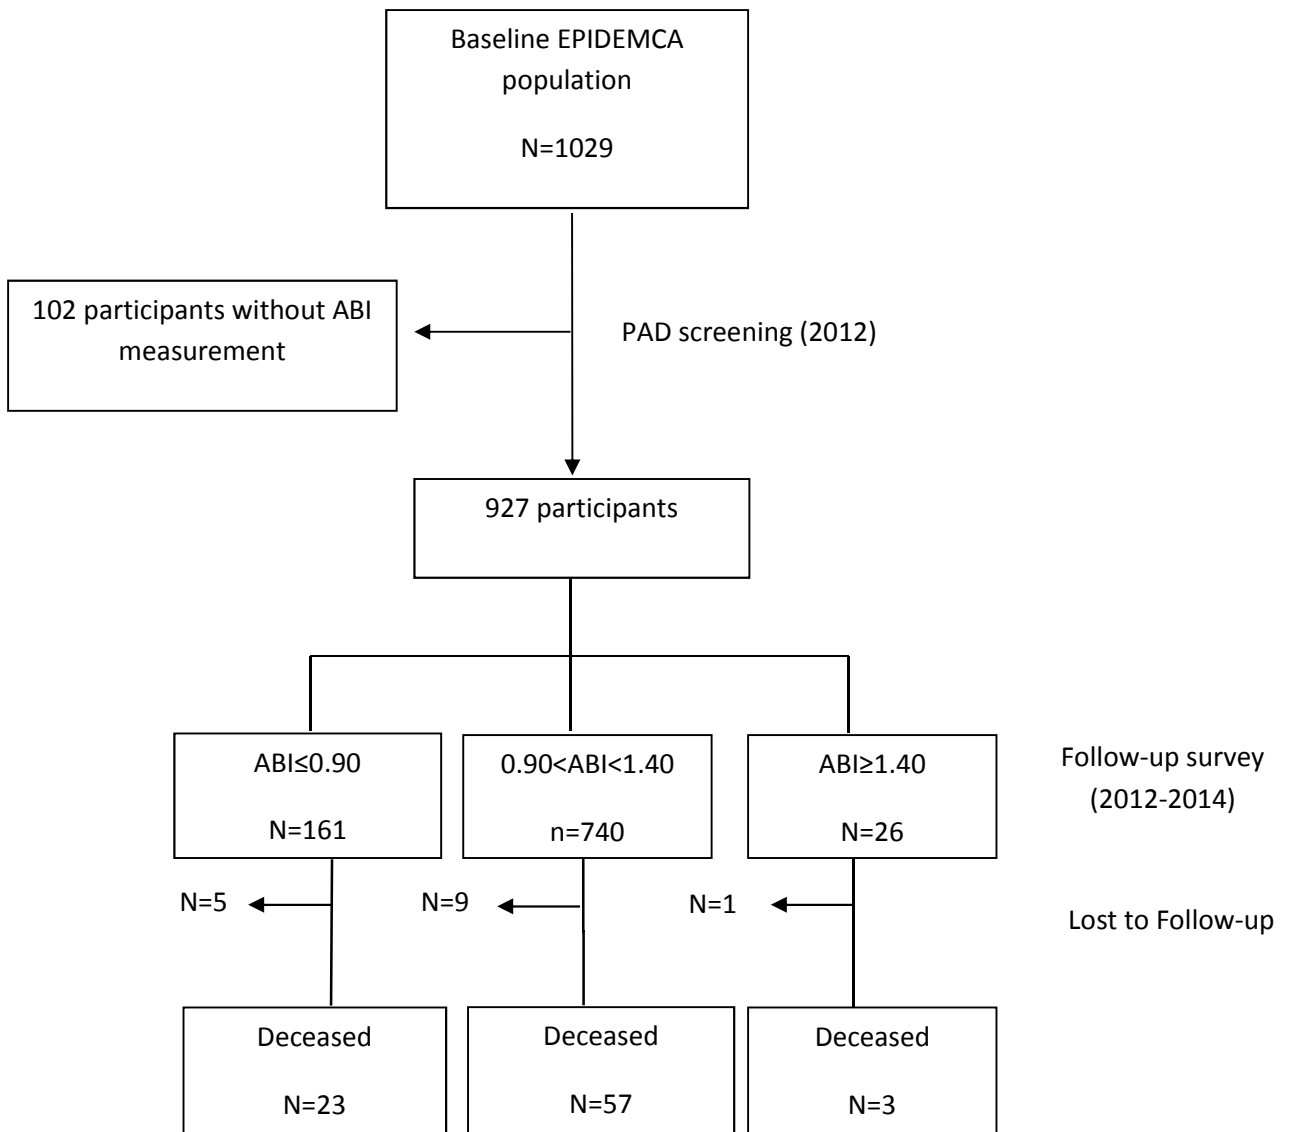 Baseline EPIDEMCA
population
N=1029
102 participants without ABI
measurement
PAD screening (2012)
927 participants
ABI≤0.90
N=161
0.90<ABI<1.40
n=740
ABI≥1.40
N=26
Follow-up survey
(2012-2014)
N=5
N=9
N=1
Lost to Follow-up
Deceased
N=23
Deceased
N=57
Deceased
N=3